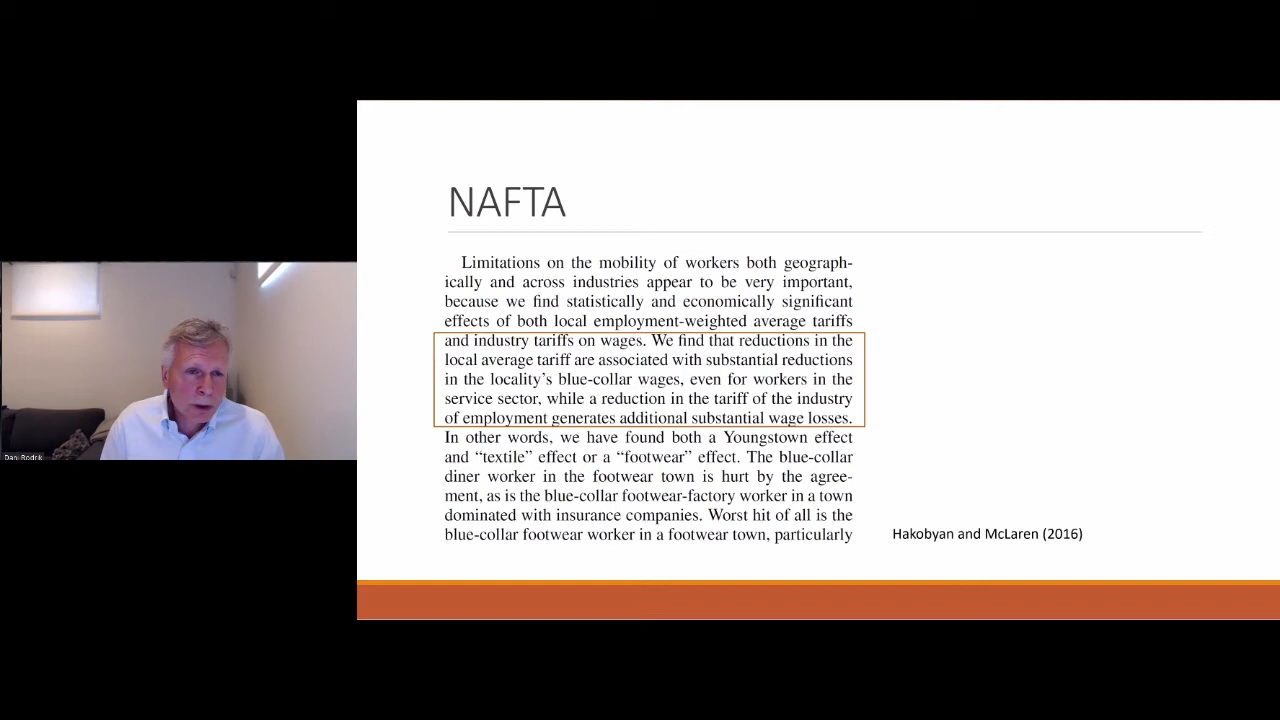 NAFTA
Limitations on the mobility of workers both geograph-
ically and across industries appear to be very important,
because we find statistically and economically significant
effects of both local employment-weighted average tariffs
and industry tariffs on wages. We find that reductions in the
local average tariff are associated with substantial reductions
in the locality's blue-collar wages, even for workers in the
service sector, while a reduction in the tariff of the industry
of employment generates additional substantial wage losses.
In other words, we have found both a Youngstown effect
and “textile” effect or a “footwear” effect. The blue-collar
diner worker in the footwear town is hurt by the agree-
ment, as is the blue-collar footwear-factory worker in a town
dominated with insurance companies. Worst hit of all is the
blue-collar footwear worker in a footwear town, particularly
Hakobyan and McLaren (2016)
Dani Rodrik